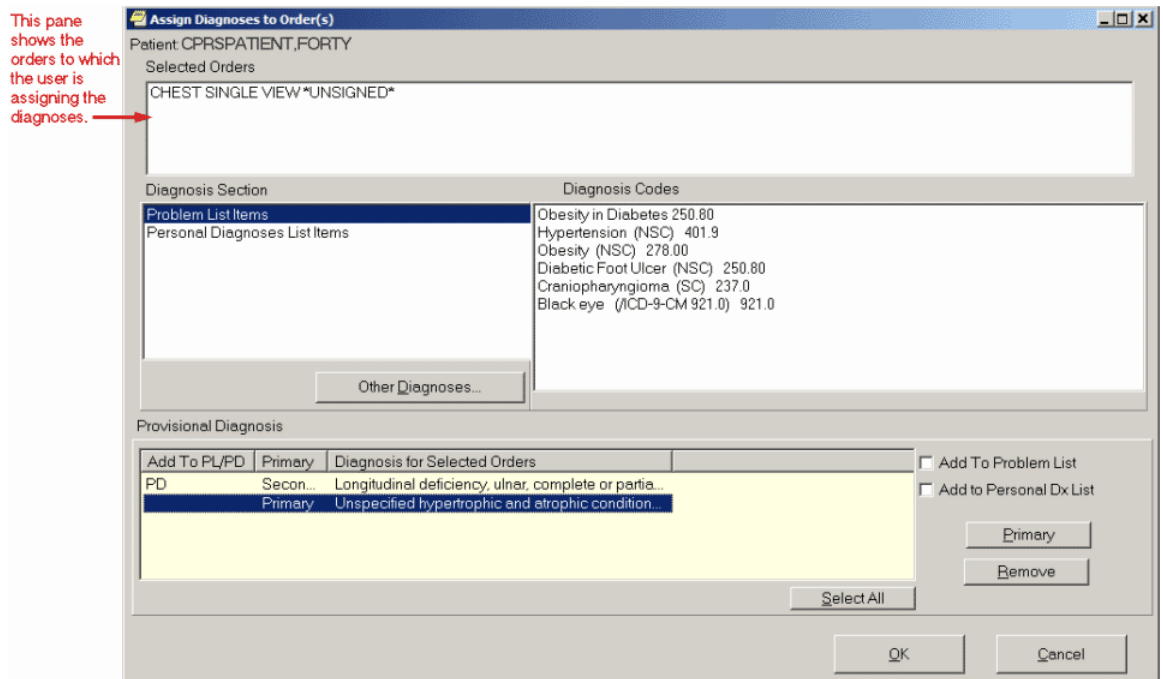 This pane
shows the
orders to which
the user is
assigning the
diagnoses.
Assign Diagnoses to Order(s)
Patient: CPRSPATIENT,FORTY
Selected Orders
CHEST SINGLE VIEW *UNSIGNED*
Diagnosis Section
Diagnosis Codes
Problem List Items
Personal Diagnoses List Items
Obesity in Diabetes 250.80
Hypertension (NSC) 401.9
Obesity (NSC) 278.00
Diabetic Foot Ulcer (NSC) 250.80
Craniopharyngioma (SC) 237.0
Black eye (/ICD-9-CM 921.0) 921.0
Other Diagnoses...
Provisional Diagnosis
Add To PL/PD Primary Diagnosis for Selected Orders
PD Secon... Longitudinal deficiency, ulnar, complete or partia...
Primary Unspecified hypertrophic and atrophic condition...
Add To Problem List
Add to Personal Dx List
Primary
Remove
Select All
OK
Cancel